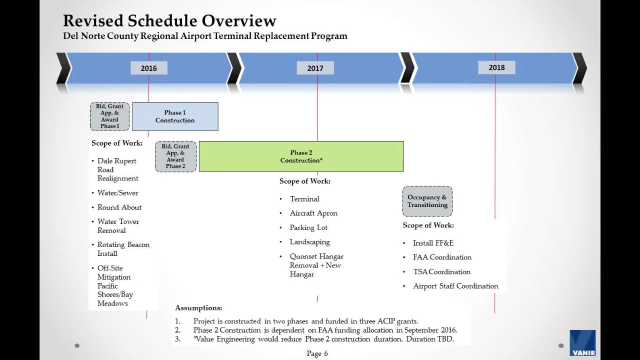 Revised Schedule Overview
Del Norte County Regional Airport Terminal Replacement Program
2016
2017
2018
Bid, Grant
App, &
Award
Phase 1
Phase 1
Construction
Bid, Grant
App, &
Award
Phase 2
Phase 2
Construction*
Scope of Work:
• Dale Rupert
Road
Realignment
• Water/Sewer
• Round About
• Water Tower
Removal
• Rotating Beacon
Install
• Off-Site
Mitigation
Pacific
Shores/Bay
Meadows
Scope of Work:
• Terminal
• Aircraft Apron
• Parking Lot
• Landscaping
• Quonset Hangar
Removal + New
Hangar
Occupancy &
Transitioning
Scope of Work:
• Install FF&E
• FAA Coordination
• TSA Coordination
• Airport Staff Coordination
Assumptions:
1. Project is constructed in two phases and funded in three ACIP grants.
2. Phase 2 Construction is dependent on FAA funding allocation in September 2016.
3. *Value Engineering would reduce Phase 2 construction duration, Duration TBD.
Page 6
VANIR